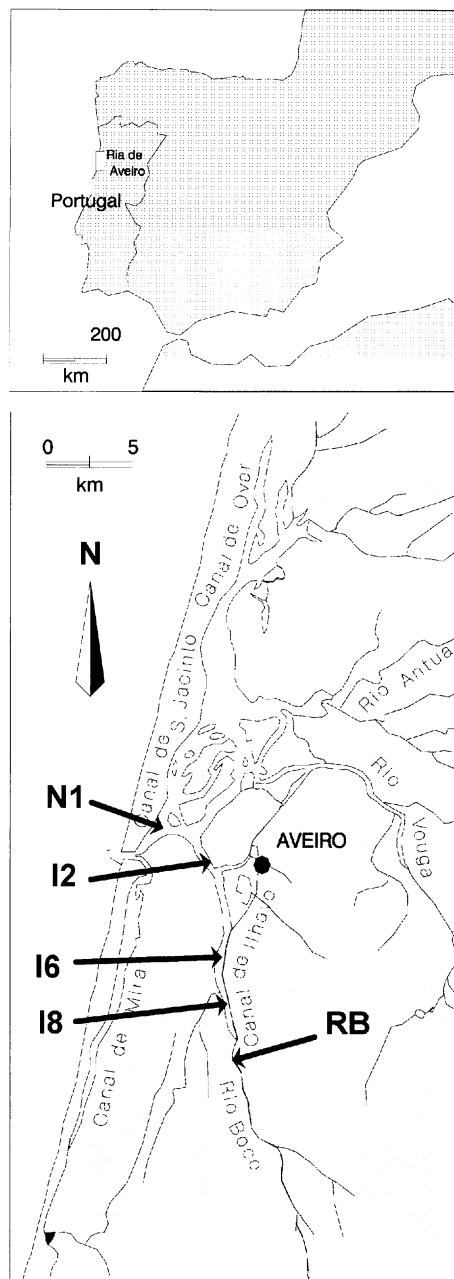 Ria de
Aveiro
Portugal
200
km
0 5
km
N
Canal de Ovar
Canal de S. Jacinto
Rio Antua
Rio
Vouga
N1
AVEIRO
I2
I6
Canal de Ilhavo
I8
Canal de Mira
RB
Rio Boco